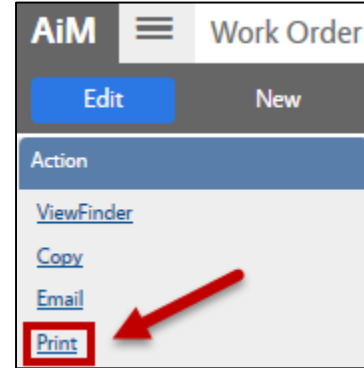 AiM Work Order
Edit New
Action
ViewFinder
Copy
Email
Print